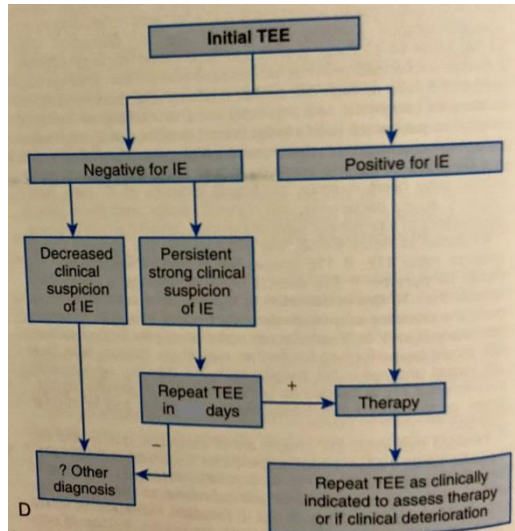 Initial TEE
Negative for IE
Positive for IE
Decreased
clinical
suspicion
of IE
Persistent
strong clinical
suspicion
of IE
Repeat TEE
in days
+
Therapy
–
? Other
diagnosis
Repeat TEE as clinically
indicated to assess therapy
or if clinical deterioration
D